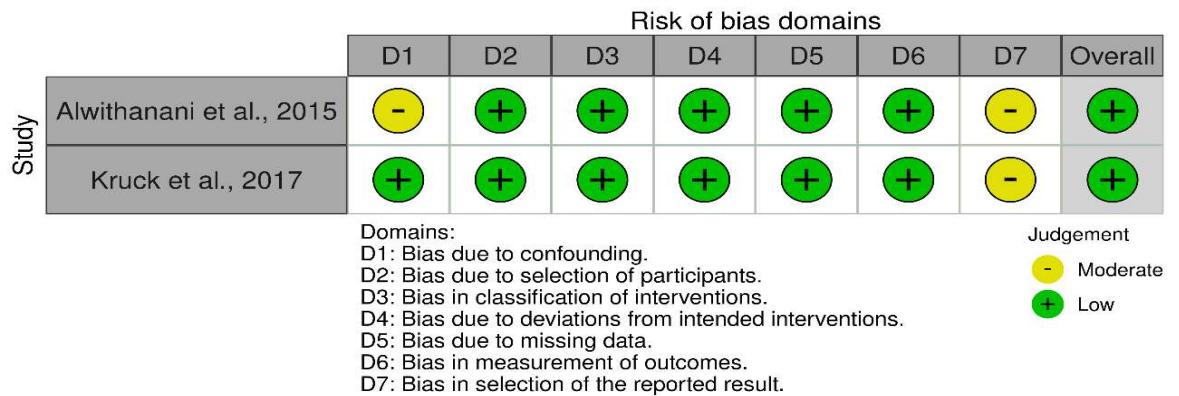 Risk of bias domains
D1 D2 D3 D4 D5 D6 D7 Overall
Study
Alwithanani et al., 2015 - + + + + + - +
Kruck et al., 2017 + + + + + + - +
Domains:
D1: Bias due to confounding.
D2: Bias due to selection of participants.
D3: Bias in classification of interventions.
D4: Bias due to deviations from intended interventions.
D5: Bias due to missing data.
D6: Bias in measurement of outcomes.
D7: Bias in selection of the reported result.
Judgement
- Moderate
+ Low